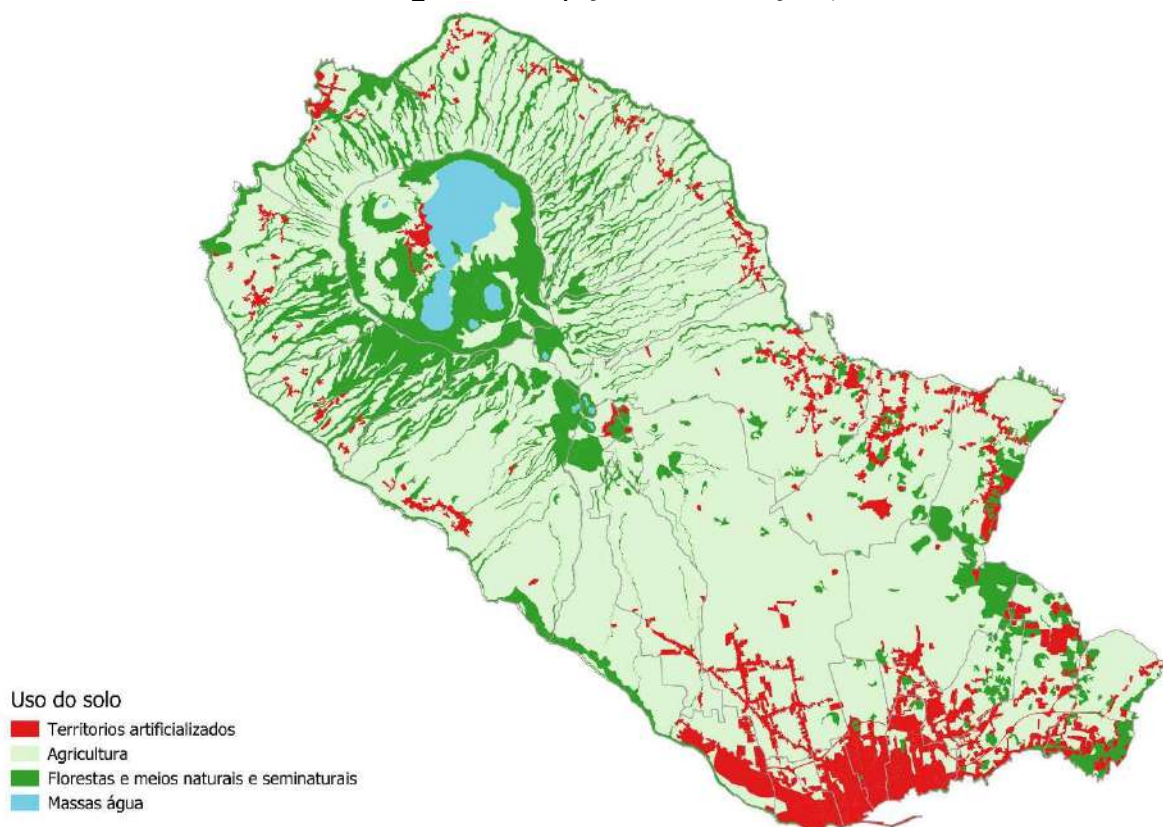 Uso do solo
Territorios artificializados
Agricultura
Florestas e meios naturais e seminaturais
Massas água